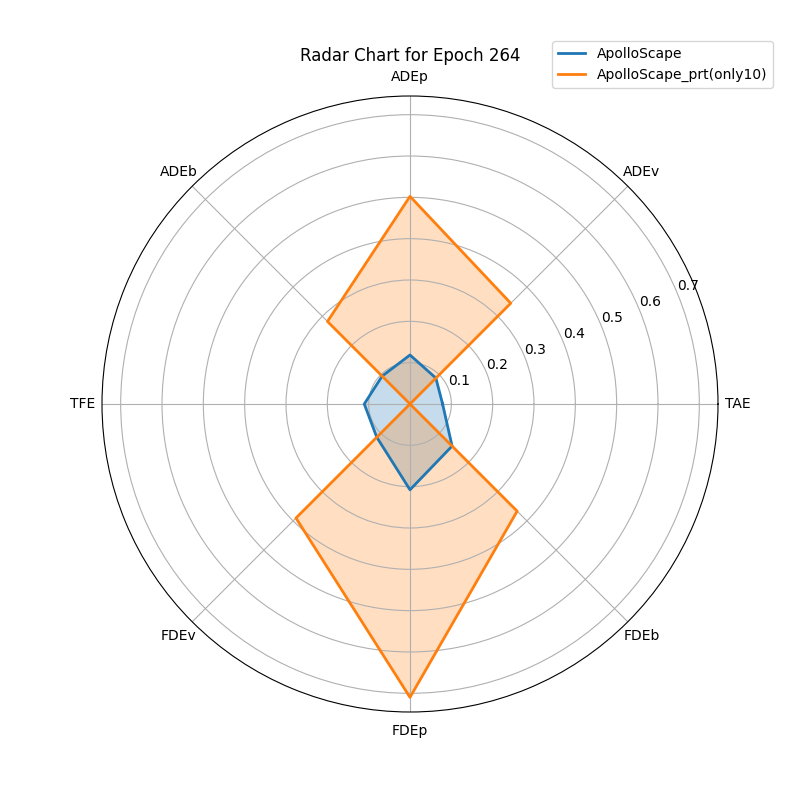 Radar Chart for Epoch 264
ApolloScape
ApolloScape_prt(only10)
ADEp
ADEb
ADEv
0.7
0.6
0.5
0.4
0.3
0.2
0.1
TFE
TAE
FDEv
FDEb
FDEp